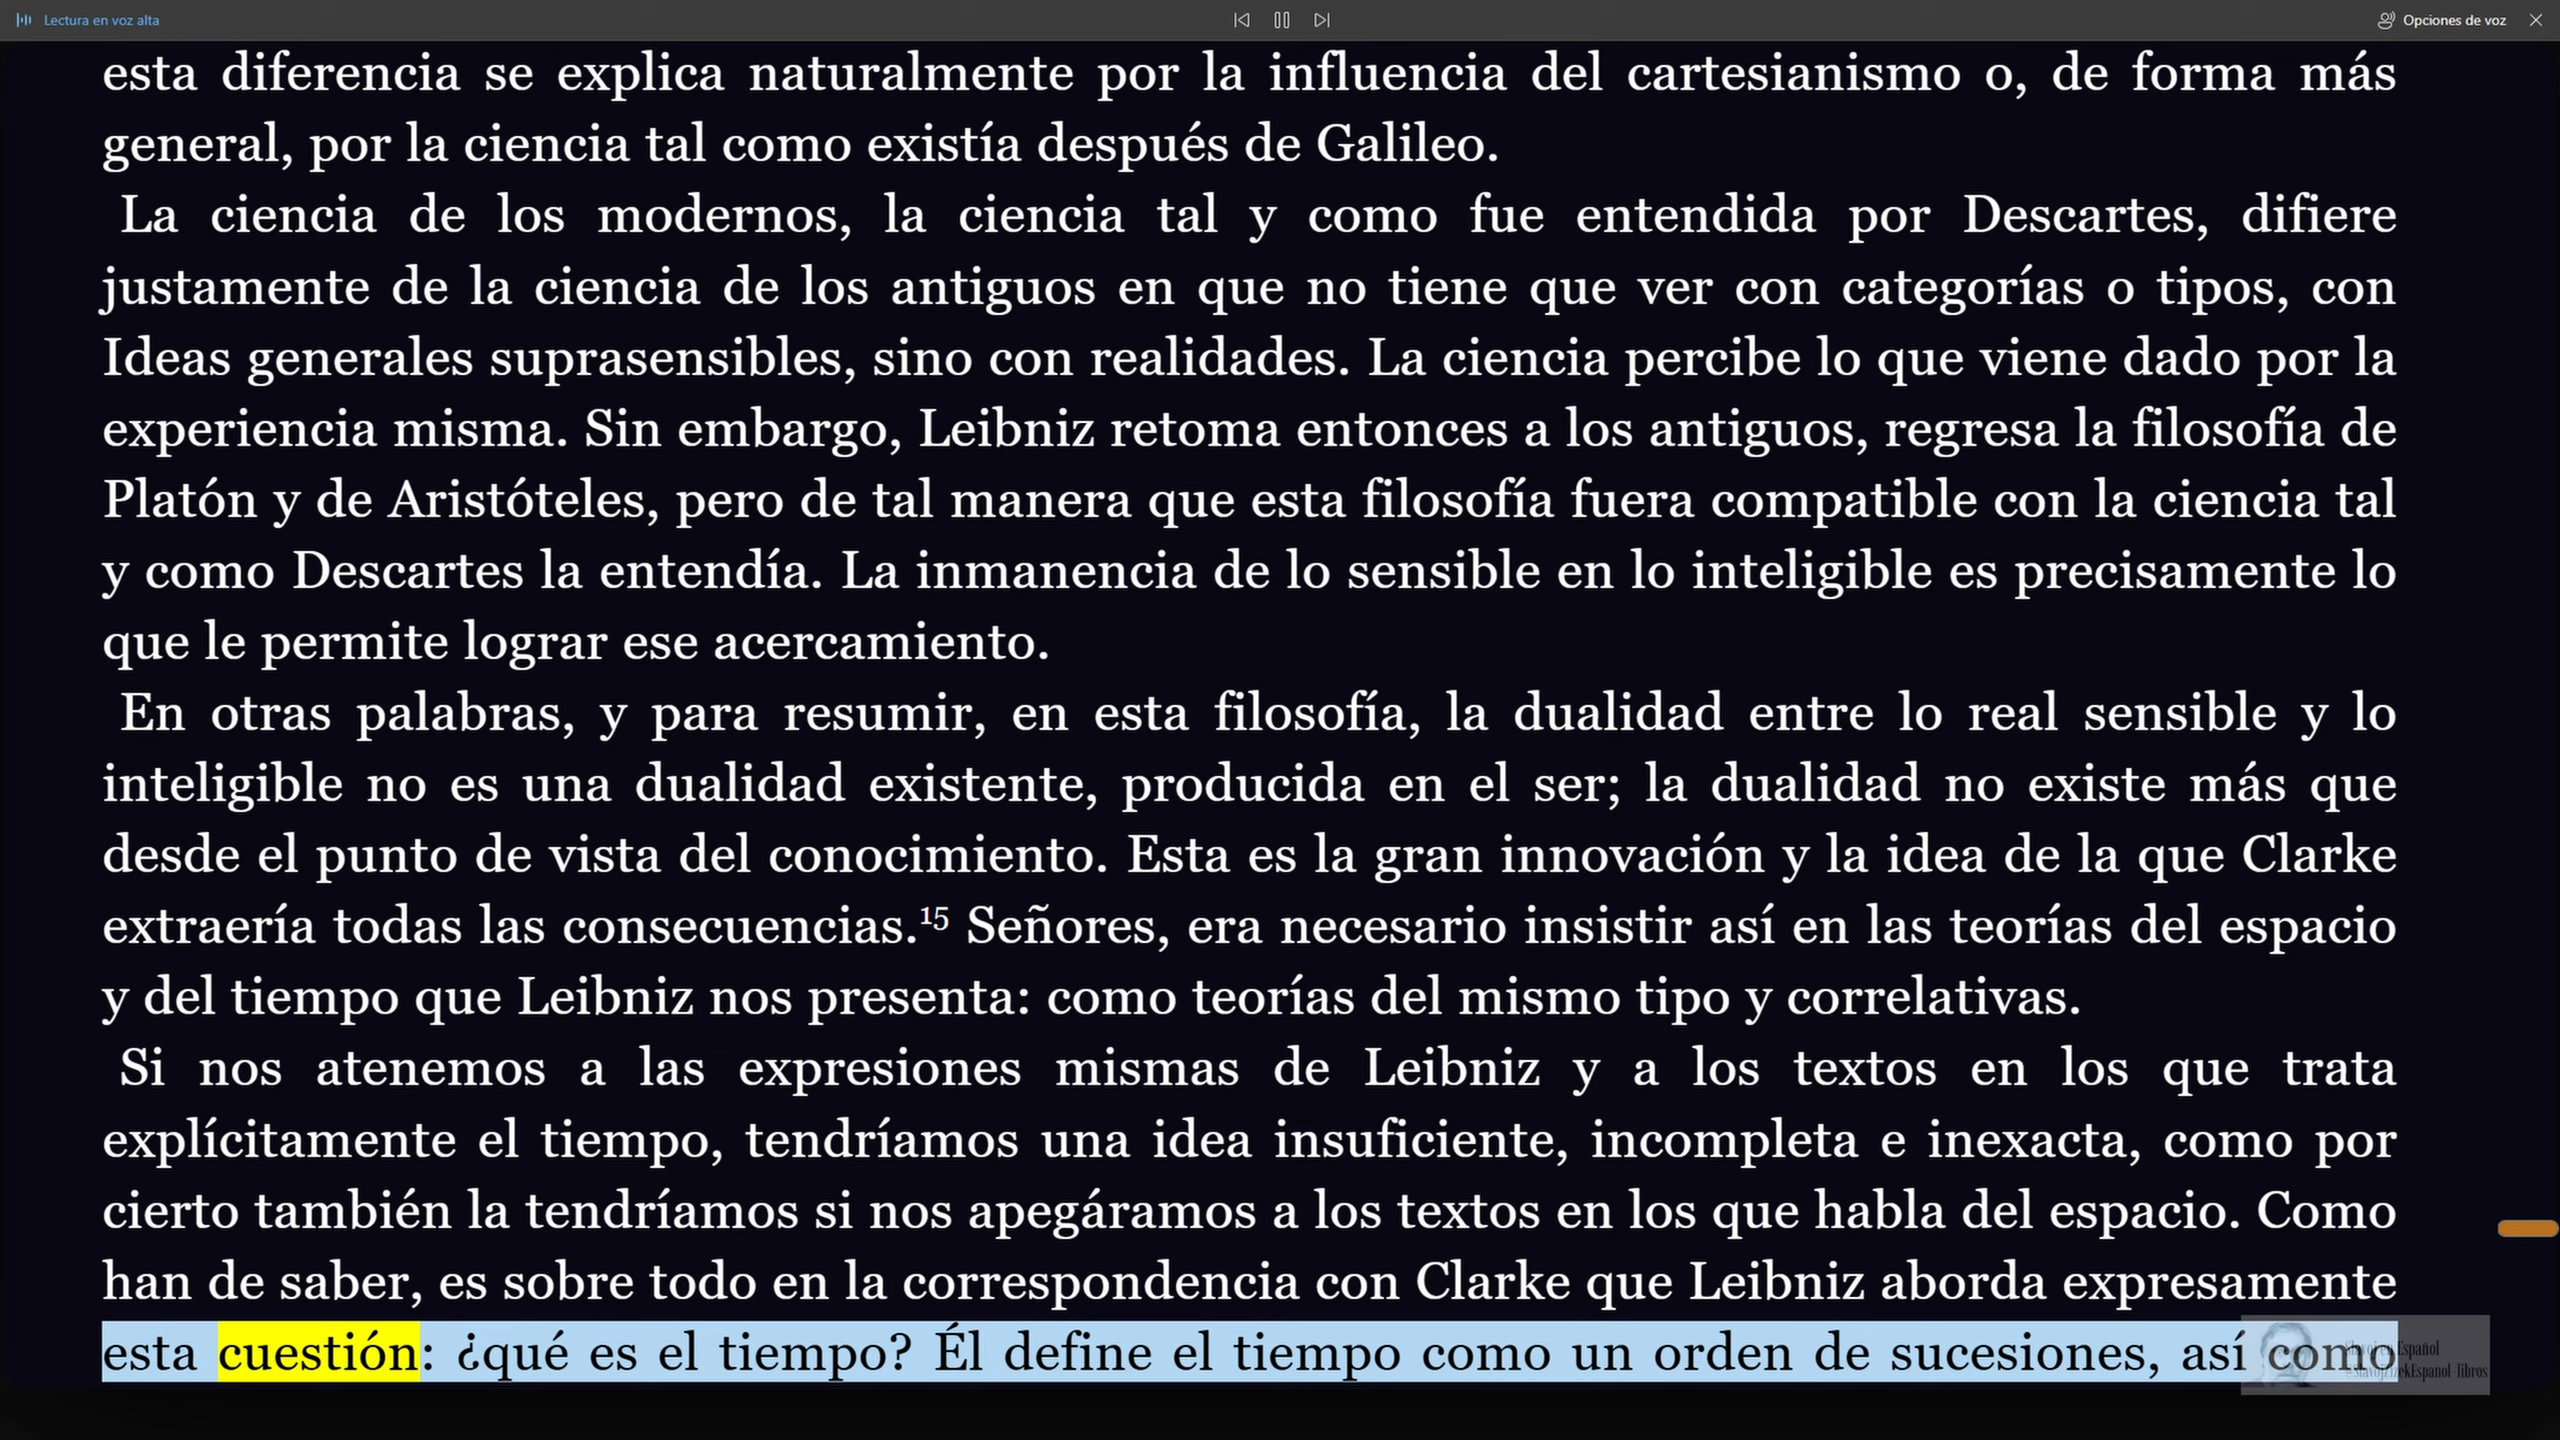 Lectura en voz alta
Opciones de voz
esta diferencia se explica naturalmente por la influencia del cartesianismo o, de forma más
general, por la ciencia tal como existía después de Galileo.
La ciencia de los modernos, la ciencia tal y como fue entendida por Descartes, difiere
justamente de la ciencia de los antiguos en que no tiene que ver con categorías o tipos, con
Ideas generales suprasensibles, sino con realidades. La ciencia percibe lo que viene dado por la
experiencia misma. Sin embargo, Leibniz retoma entonces a los antiguos, regresa la filosofía de
Platón y de Aristóteles, pero de tal manera que esta filosofía fuera compatible con la ciencia tal
y como Descartes la entendía. La inmanencia de lo sensible en lo inteligible es precisamente lo
que le permite lograr ese acercamiento.
En otras palabras, y para resumir, en esta filosofía, la dualidad entre lo real sensible y lo
inteligible no es una dualidad existente, producida en el ser; la dualidad no existe más que
desde el punto de vista del conocimiento. Esta es la gran innovación y la idea de la que Clarke
extraería todas las consecuencias.15 Señores, era necesario insistir así en las teorías del espacio
y del tiempo que Leibniz nos presenta: como teorías del mismo tipo y correlativas.
Si nos atenemos a las expresiones mismas de Leibniz y a los textos en los que trata
explícitamente el tiempo, tendríamos una idea insuficiente, incompleta e inexacta, como por
cierto también la tendríamos si nos apegáramos a los textos en los que habla del espacio. Como
han de saber, es sobre todo en la correspondencia con Clarke que Leibniz aborda expresamente
esta cuestión: ¿qué es el tiempo? Él define el tiempo como un orden de sucesiones, así como
Español